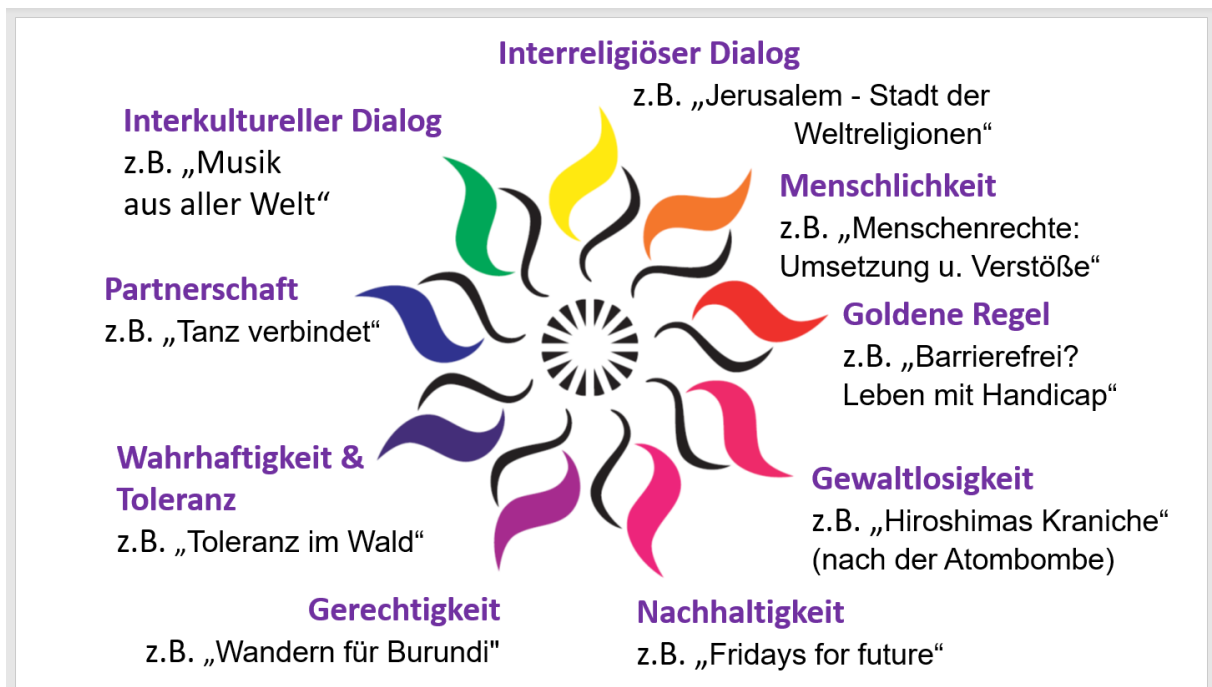 Interreligiöser Dialog
z.B. „Jerusalem - Stadt der
Weltreligionen“
Interkultureller Dialog
z.B. „Musik
aus aller Welt“
Menschlichkeit
z.B. „Menschenrechte:
Umsetzung u. Verstöße“
Partnerschaft
z.B. „Tanz verbindet“
Goldene Regel
z.B. „Barrierefrei?
Leben mit Handicap“
Wahrhaftigkeit &
Toleranz
z.B. „Toleranz im Wald“
Gewaltlosigkeit
z.B. „Hiroshimas Kraniche“
(nach der Atombombe)
Gerechtigkeit
z.B. „Wandern für Burundi"
Nachhaltigkeit
z.B. „Fridays for future“